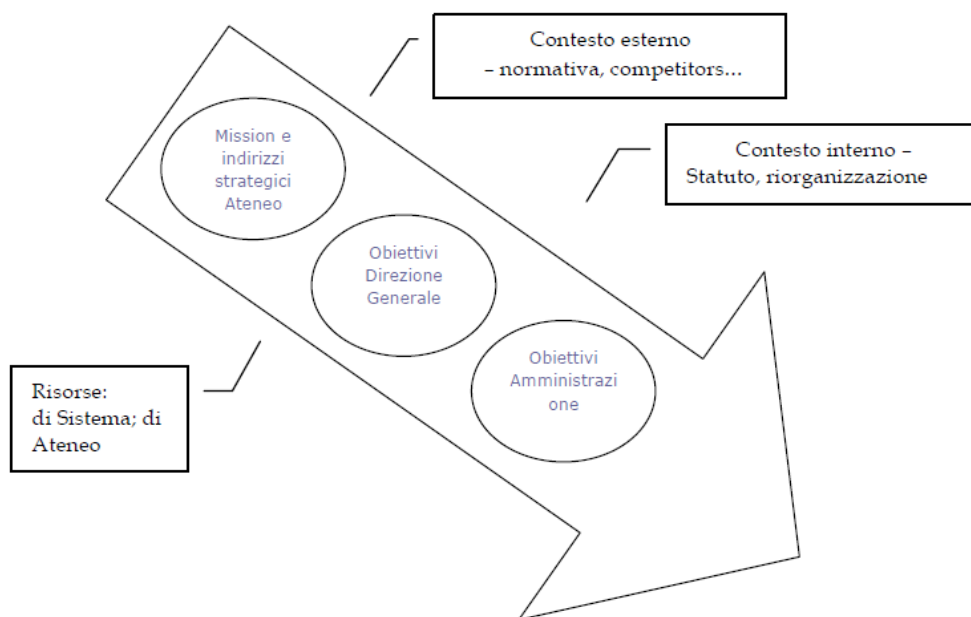 Contesto esterno
– normativa, competitors...
Mission e
indirizzi
strategici
Ateneo
Contesto interno –
Statuto, riorganizzazione
Obiettivi
Direzione
Generale
Obiettivi
Amministrazi
one
Risorse:
di Sistema; di
Ateneo